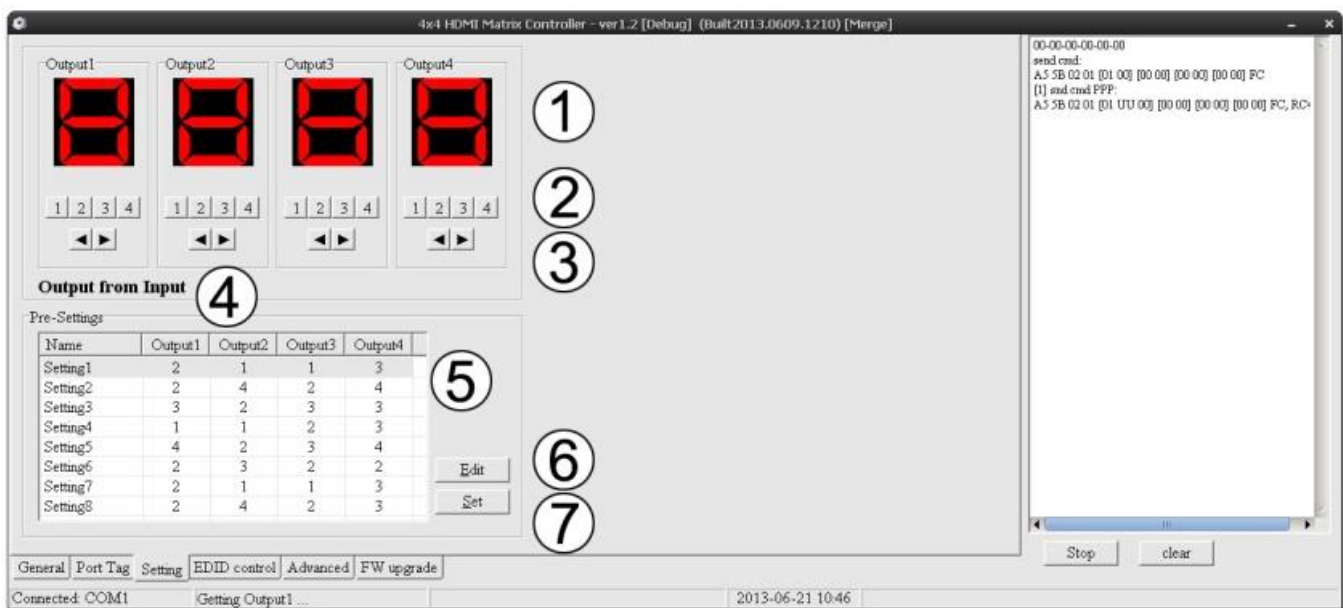 4x4 HDMI Matrix Controller - ver1.2 [Debug] (Built2013.0609.1210) [Merge]
Output1 Output2 Output3 Output4
8 8 8 8
1 2 3 4 1 2 3 4 1 2 3 4 1 2 3 4
Output from Input
1
2
3
4
Pre-Settings
Name Output1 Output2 Output3 Output4
Setting1 2 1 1 3
Setting2 2 4 2 4
Setting3 3 2 3 3
Setting4 1 1 2 3
Setting5 4 2 3 4
Setting6 2 3 2 2
Setting7 2 1 1 3
Setting8 2 4 2 3
5
Edit
6
Set
7
00-00-00-00-00-00
send cmd:
A5 5B 02 01 [01 00] [00 00] [00 00] [00 00] FC
[1] snd cmd PPP:
A5 5B 02 01 [01 UU 00] [00 00] [00 00] [00 00] FC, RC
Stop clear
General Port Tag Setting EDID control Advanced FW upgrade
Connected: COM1 Getting Output1 ... 2013-06-21 10:46